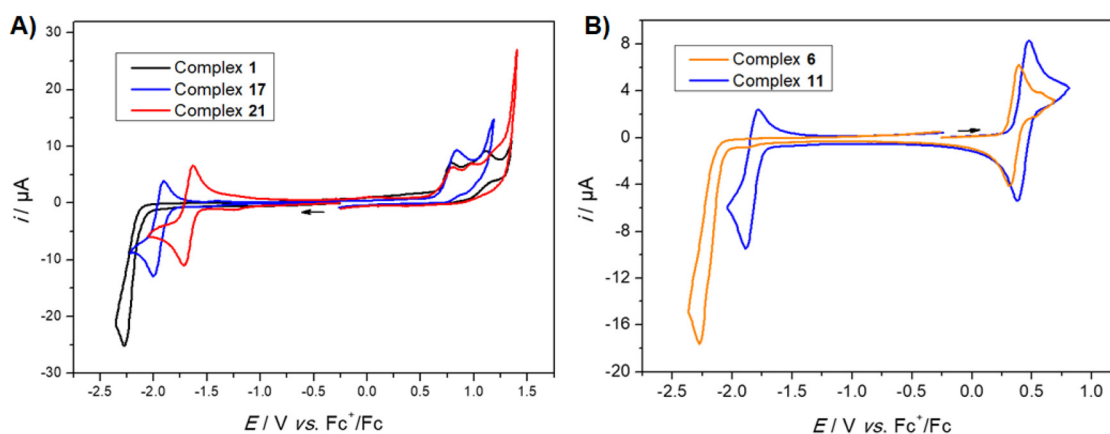 A)
Complex 1
Complex 17
Complex 21
i / µA
30
20
10
0
-10
-20
-30
-2.5 -2.0 -1.5 -1.0 -0.5 0.0 0.5 1.0 1.5
E / V vs. Fc⁺/Fc
B)
Complex 6
Complex 11
i / µA
8
4
0
-4
-8
-12
-16
-20
-2.5 -2.0 -1.5 -1.0 -0.5 0.0 0.5 1.0
E / V vs. Fc⁺/Fc